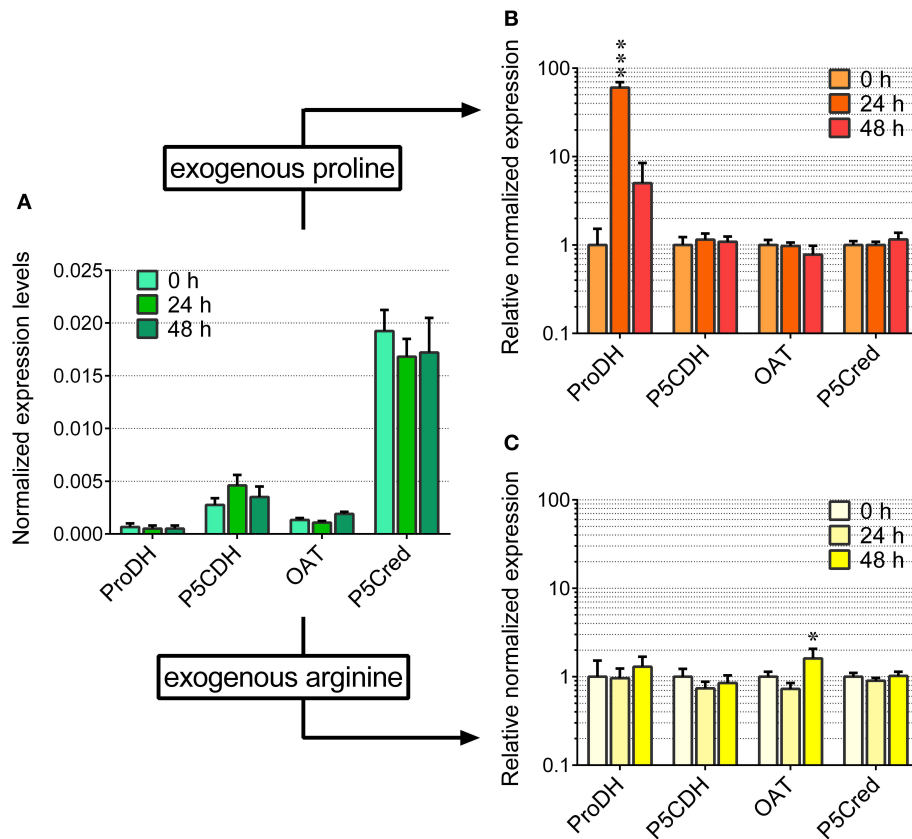 A
exogenous proline
Normalized expression levels
0.025
0.020
0.015
0.010
0.005
0.000
0 h
24 h
48 h
ProDH
P5CDH
OAT
P5Cred
exogenous arginine
B
Relative normalized expression
100
10
1
0.1
***
0 h
24 h
48 h
ProDH
P5CDH
OAT
P5Cred
C
Relative normalized expression
100
10
1
0.1
0 h
24 h
48 h
*
ProDH
P5CDH
OAT
P5Cred